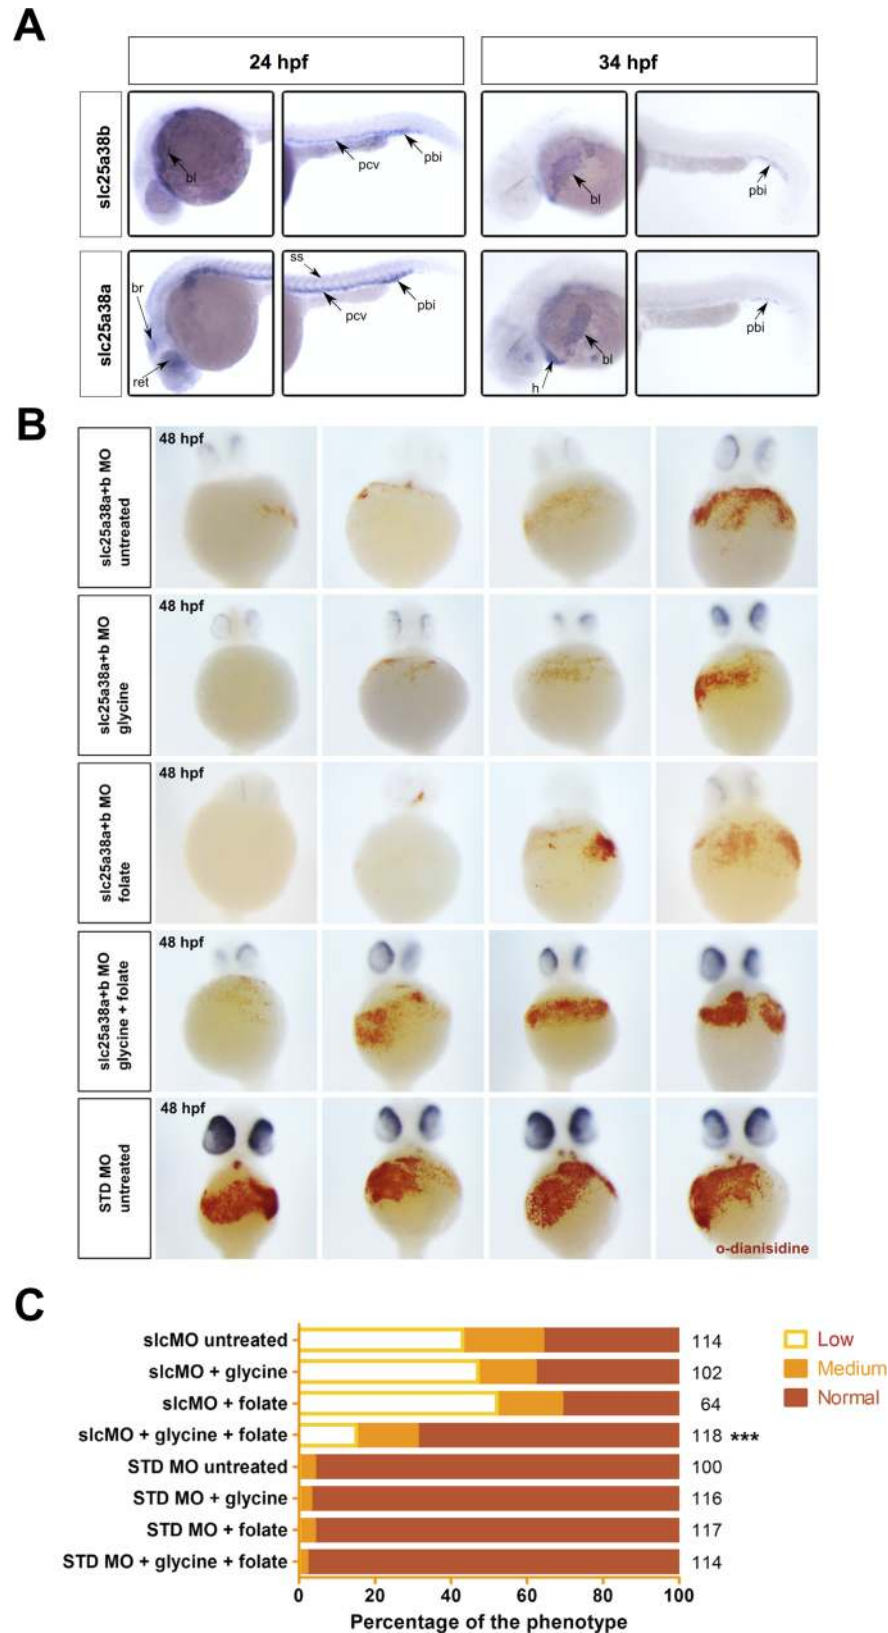 A
24 hpf
34 hpf
slc25a38b
bl
pcv
pbi
bl
pbi
slc25a38a
br
ret
ss
pcv
pbi
h
bl
pbi
B
slc25a38a+b MO
untreated
48 hpf
slc25a38a+b MO
glycine
48 hpf
slc25a38a+b MO
folate
48 hpf
slc25a38a+b MO
glycine + folate
48 hpf
STD MO
untreated
48 hpf
o-dianisidine
C
slcMO untreated 114
slcMO + glycine 102
slcMO + folate 64
slcMO + glycine + folate 118 ***
STD MO untreated 100
STD MO + glycine 116
STD MO + folate 117
STD MO + glycine + folate 114
Low
Medium
Normal
0 20 40 60 80 100
Percentage of the phenotype